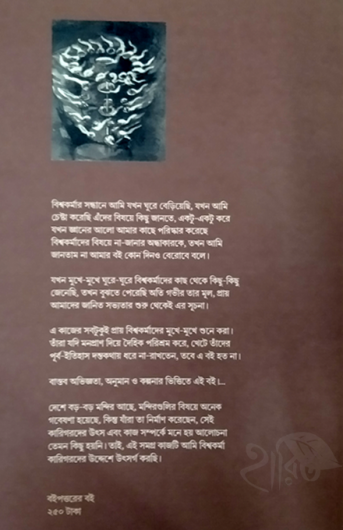 বিশ্বকর্মার সন্ধানে আমি যখন ঘুরে বেড়িয়েছি, যখন আমি
চেষ্টা করেছি এঁদের বিষয়ে কিছু জানতে, একটু-একটু করে
যখন জ্ঞানের আলো আমার কাছে পরিষ্কার করেছে
বিশ্বকর্মাদের বিষয়ে না-জানার অন্ধকারকে, তখন আমি
জানতাম না আমার বই কোন দিনও বেরোবে বলে।
যখন মুখে-মুখে ঘুরে-ঘুরে বিশ্বকর্মাদের কাছ থেকে কিছু-কিছু
জেনেছি, তখন বুঝতে পেরেছি অতি গভীর তার মূল, প্রায়
আমাদের জানিত সভ্যতার শুরু থেকেই এর সূচনা।
এ কাজের সবটুকুই প্রায় বিশ্বকর্মাদের মুখে-মুখে শুনে করা।
তাঁরা যদি মনপ্রাণ দিয়ে দৈহিক পরিশ্রম করে, খেটে তাঁদের
পূর্ব-ইতিহাস দন্তকথায় ধরে না-রাখতেন, তবে এ বই হত না।
বাস্তব অভিজ্ঞতা, অনুমান ও কল্পনার ভিত্তিতে এই বই।...
দেশে বড়-বড় মন্দির আছে, মন্দিরগুলির বিষয়ে অনেক
গবেষণা হয়েছে, কিন্তু যাঁরা তা নির্মাণ করেছেন, সেই
কারিগরদের উৎস এবং কাজ সম্পর্কে মনে হয় আলোচনা
তেমন কিছু হয়নি। তাই, এই সমগ্র কাজটি আমি বিশ্বকর্মা
কারিগরদের উদ্দেশে উৎসর্গ করছি।
হারিত
বইপত্তরের বই
২৫০ টাকা